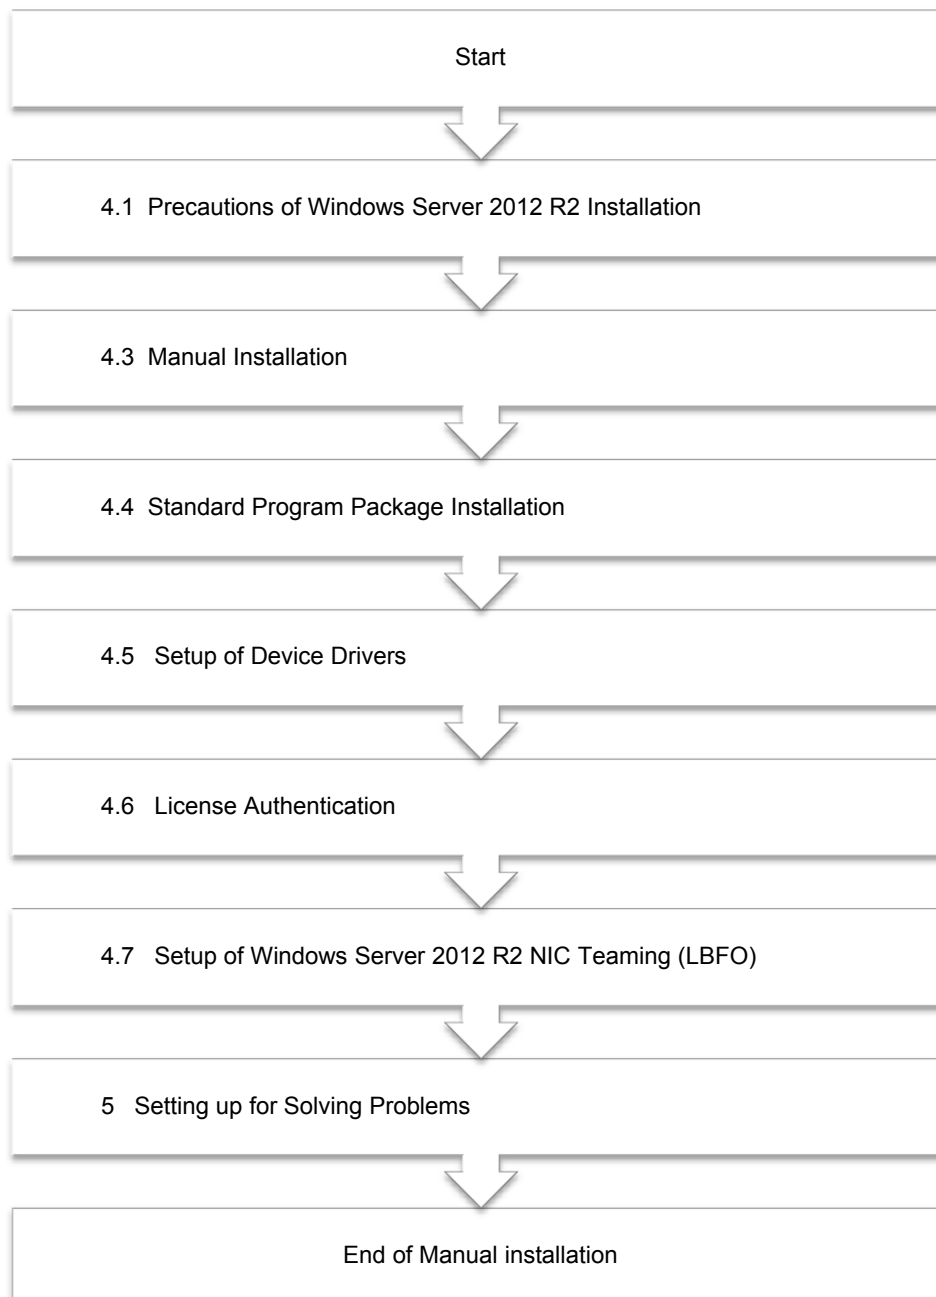 Start
4.1 Precautions of Windows Server 2012 R2 Installation
4.3 Manual Installation
4.4 Standard Program Package Installation
4.5 Setup of Device Drivers
4.6 License Authentication
4.7 Setup of Windows Server 2012 R2 NIC Teaming (LBFO)
5 Setting up for Solving Problems
End of Manual installation